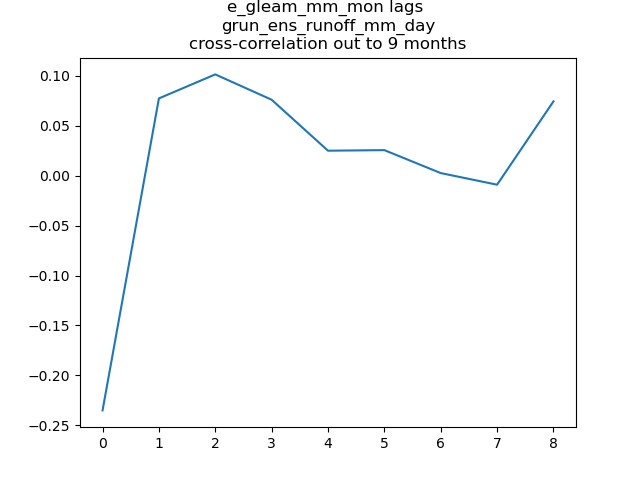 e_gleam_mm_mon lags
grun_ens_runoff_mm_day
cross-correlation out to 9 months
0.10
0.05
0.00
−0.05
−0.10
−0.15
−0.20
−0.25
0 1 2 3 4 5 6 7 8